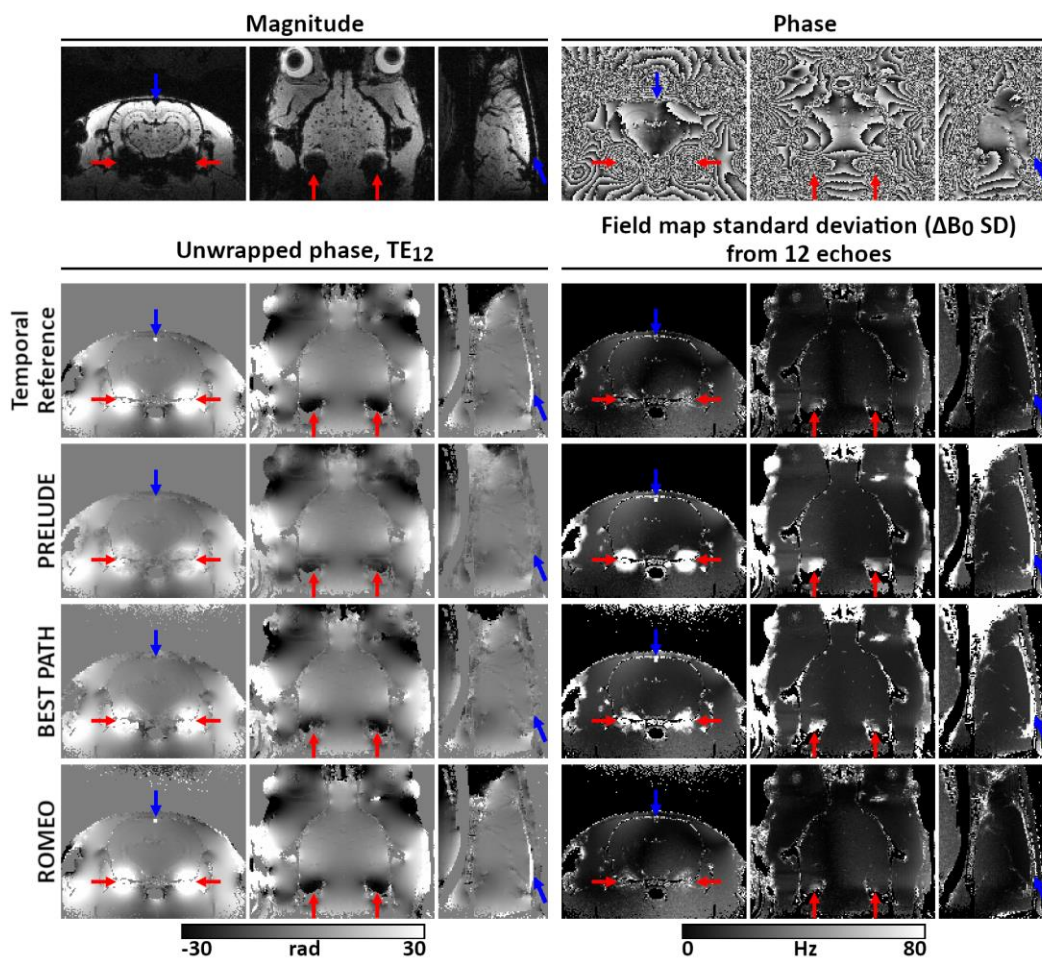 Magnitude
Phase
Unwrapped phase, TE12
Field map standard deviation (ΔB0 SD)
from 12 echoes
Temporal
Reference
PRELUDE
BEST PATH
ROMEO
-30 rad 30
0 Hz 80